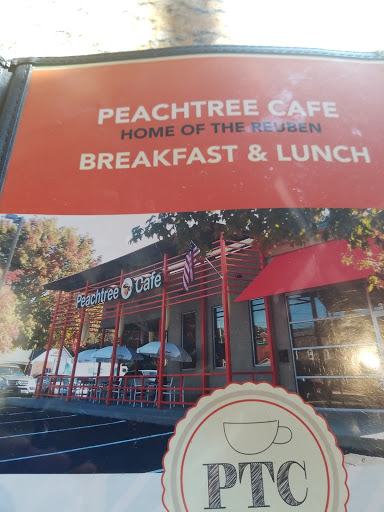 PEACHTREE CAFE
HOME OF THE REUBEN
BREAKFAST & LUNCH
Peachtree Cafe
PTC